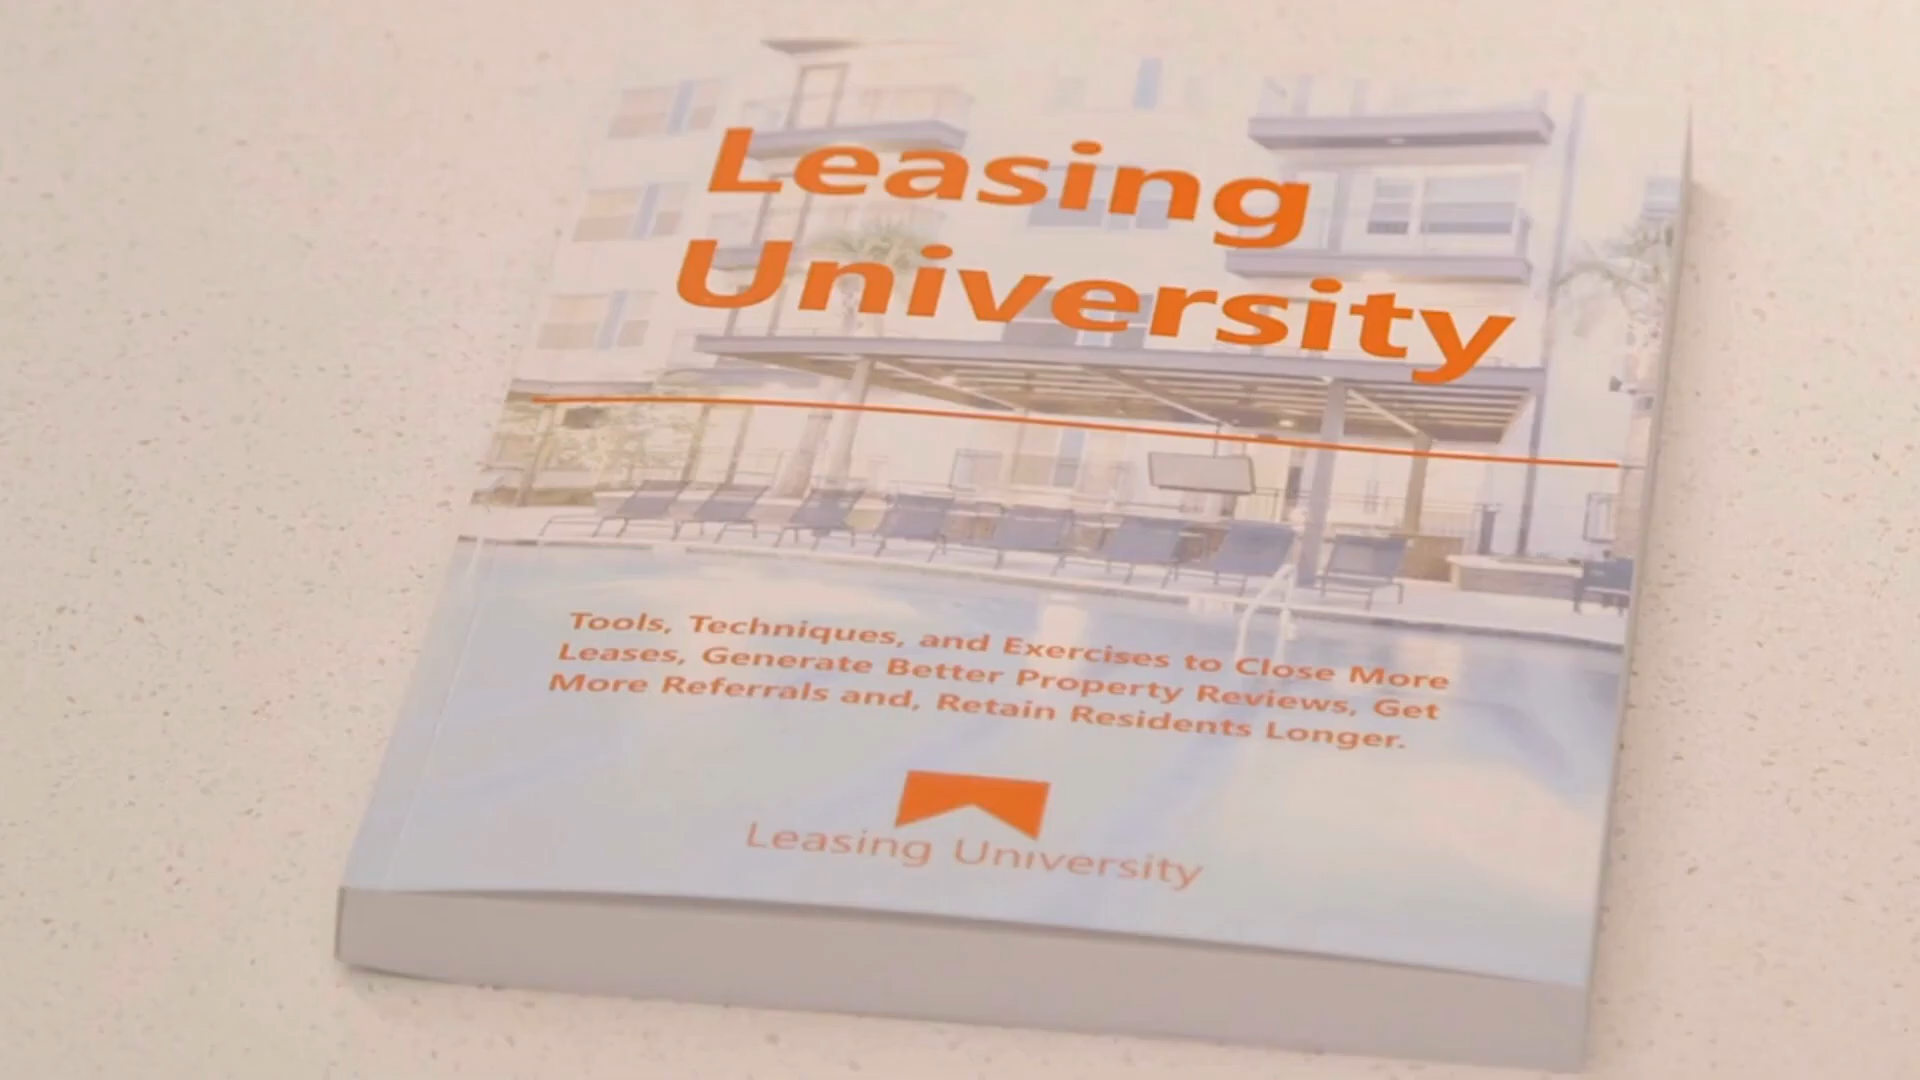 Leasing
University
Tools, Techniques, and Exercises to Close More
Leases, Generate Better Property Reviews, Get
More Referrals and, Retain Residents Longer.
Leasing University